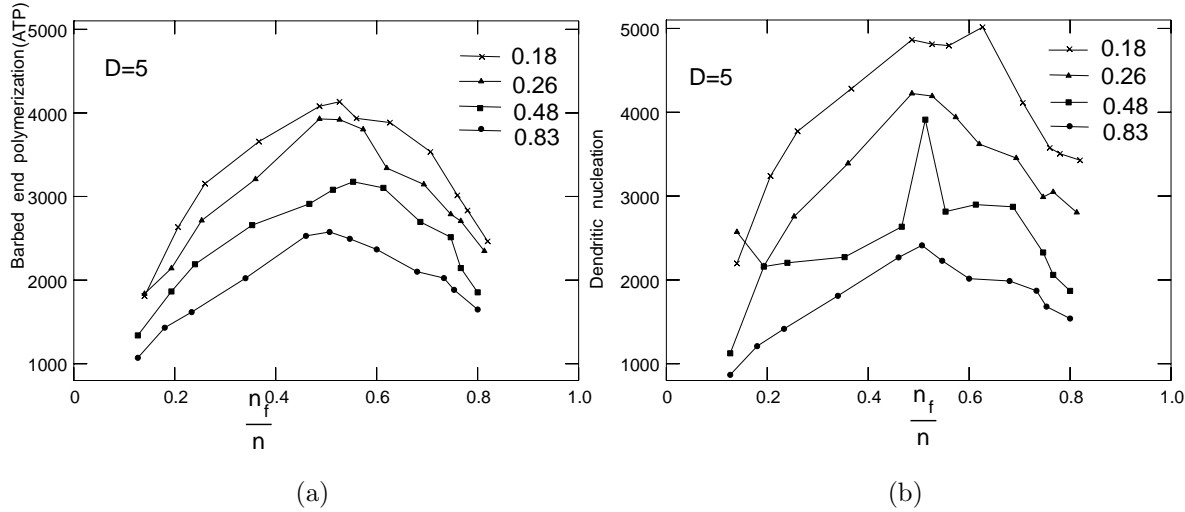 Barbed end polymerization(ATP)
5000
4000
3000
2000
1000
D=5
0.18
0.26
0.48
0.83
0 0.2 0.4 0.6 0.8 1.0
n_f
n
(a)
Dendritic nucleation
5000
4000
3000
2000
1000
D=5
0.18
0.26
0.48
0.83
0 0.2 0.4 0.6 0.8 1.0
n_f
n
(b)